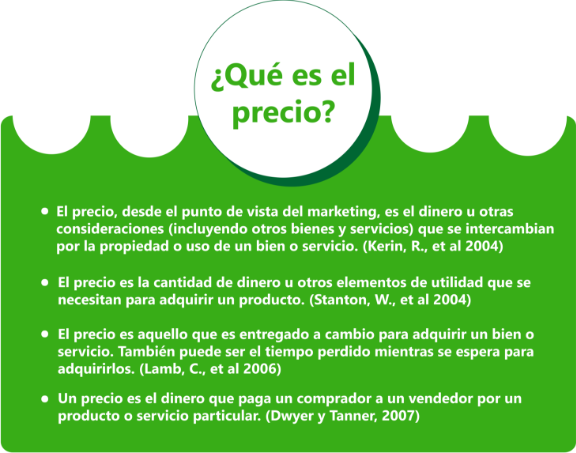 ¿Qué es el
precio?
● El precio, desde el punto de vista del marketing, es el dinero u otras
consideraciones (incluyendo otros bienes y servicios) que se intercambian
por la propiedad o uso de un bien o servicio. (Kerin, R., et al 2004)
● El precio es la cantidad de dinero u otros elementos de utilidad que se
necesitan para adquirir un producto. (Stanton, W., et al 2004)
● El precio es aquello que es entregado a cambio para adquirir un bien o
servicio. También puede ser el tiempo perdido mientras se espera para
adquirirlos. (Lamb, C., et al 2006)
● Un precio es el dinero que paga un comprador a un vendedor por un
producto o servicio particular. (Dwyer y Tanner, 2007)